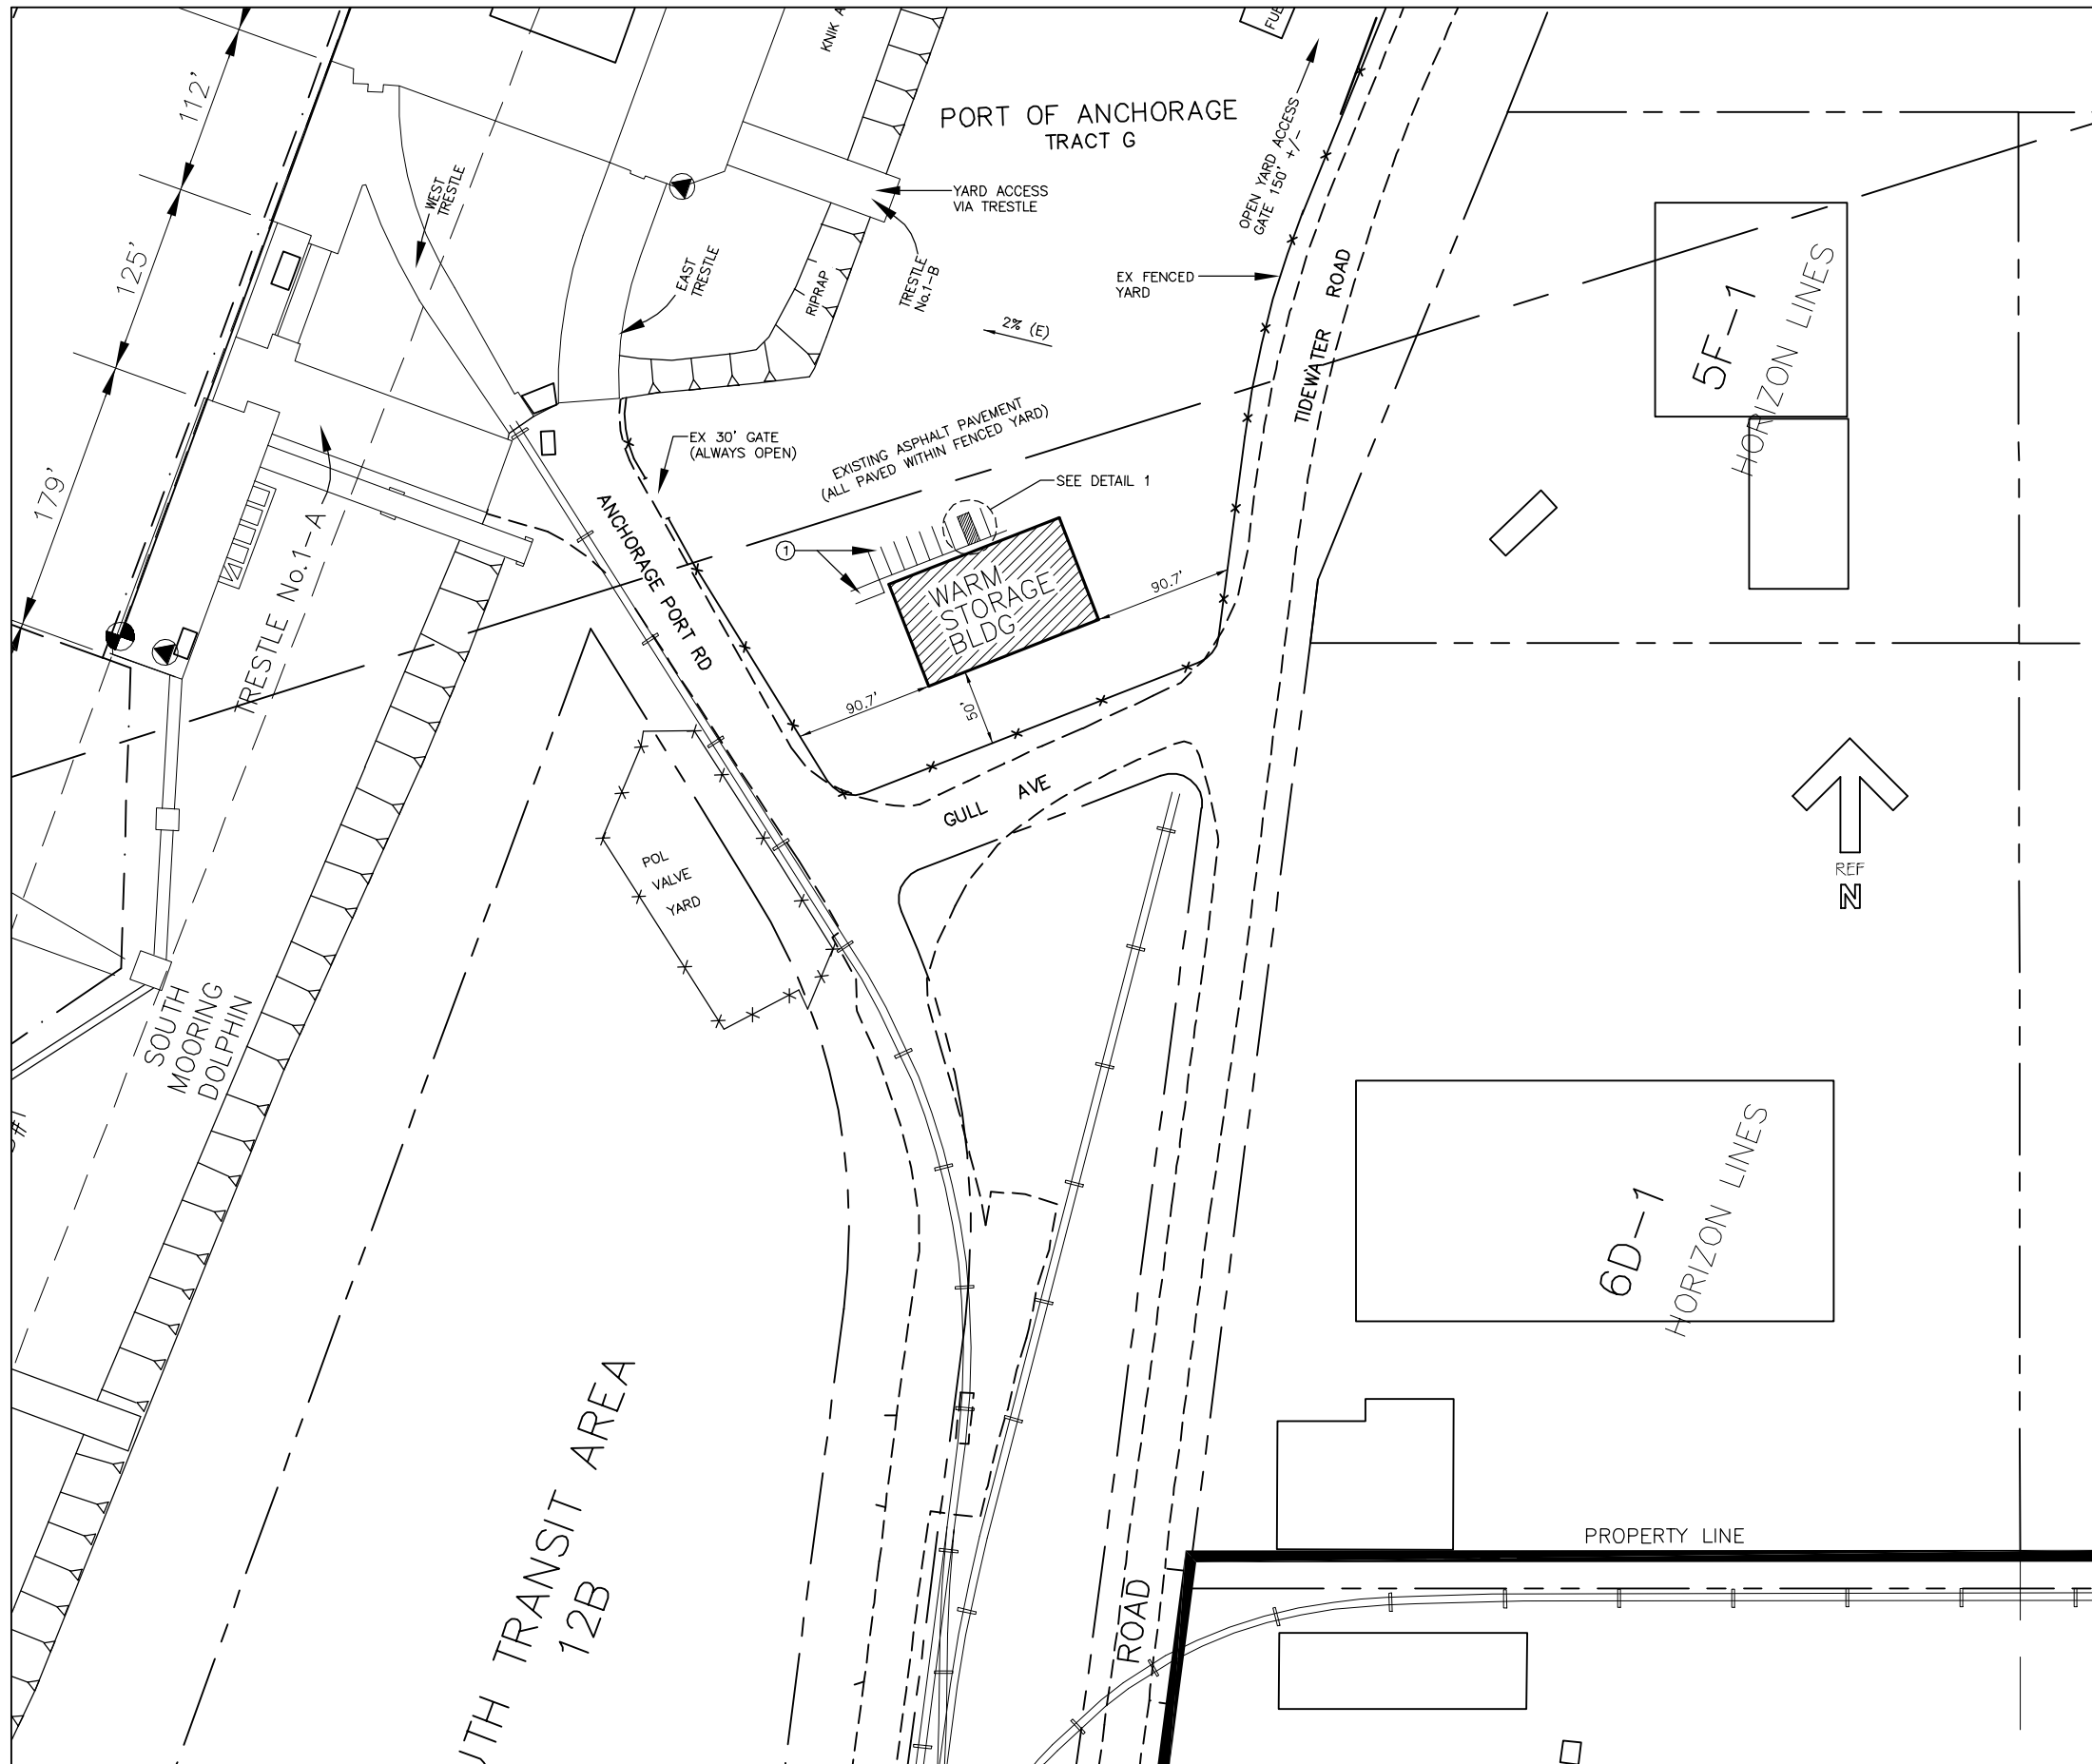 112'
125'
179'
WEST
TRESTLE
EAST
TRESTLE
KNIK
PORT OF ANCHORAGE
TRACT G
YARD ACCESS
VIA TRESTLE
TRESTLE
No.1-B
RIPRAP
2% (E)
OPEN YARD ACCESS
GATE 150' +/-
EX FENCED
YARD
TIDEWATER ROAD
5F-1
HORIZON LINES
EX 30' GATE
(ALWAYS OPEN)
EXISTING ASPHALT PAVEMENT
(ALL PAVED WITHIN FENCED YARD)
SEE DETAIL 1
1
WARM
STORAGE
BLDG
90.7'
90.7'
50'
ANCHORAGE PORT RD
TRESTLE No.1-A
GULL AVE
POL
VALVE
YARD
REF
N
SOUTH
MOORING
DOLPHIN
6D-1
HORIZON LINES
TRANSIT AREA
12B
PROPERTY LINE
ROAD